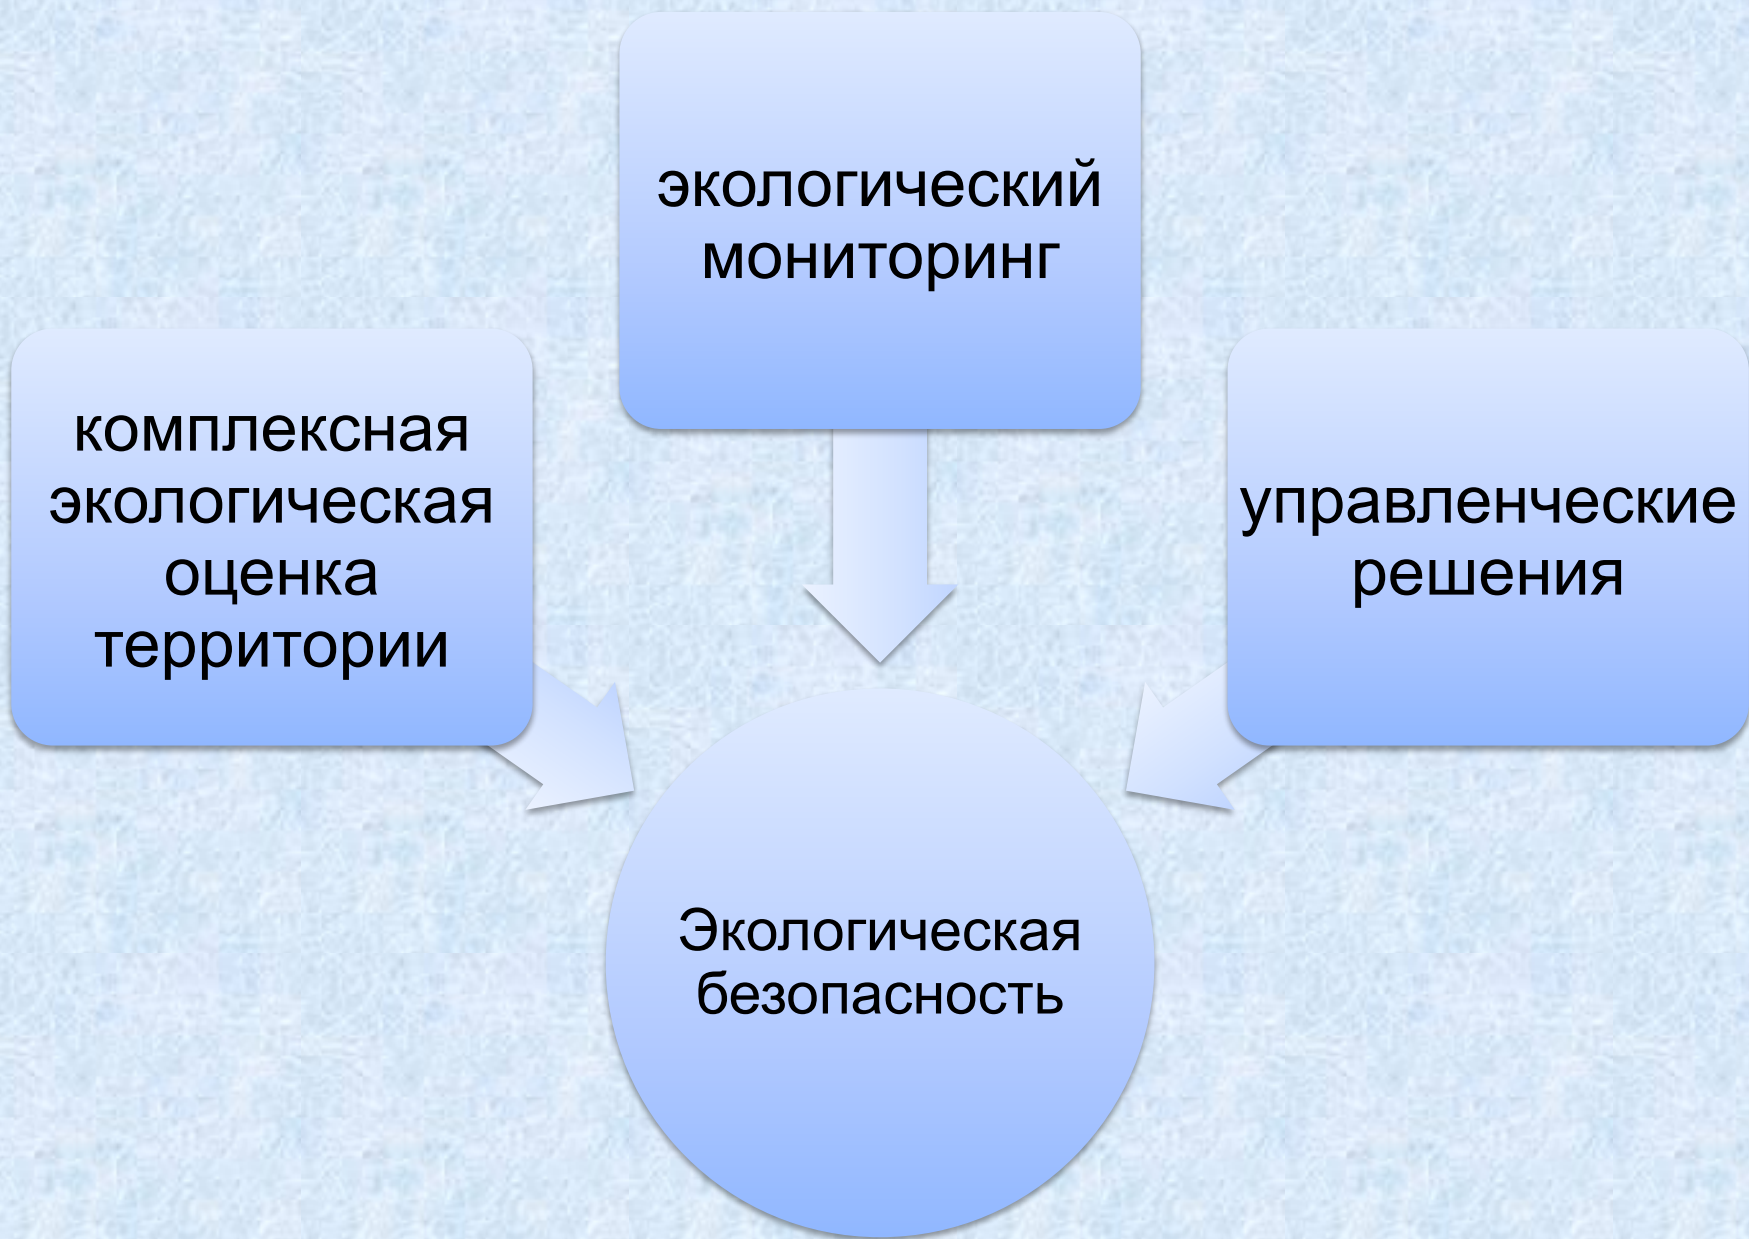 экологический
мониторинг
комплексная
экологическая
оценка
территории
управленческие
решения
Экологическая
безопасность